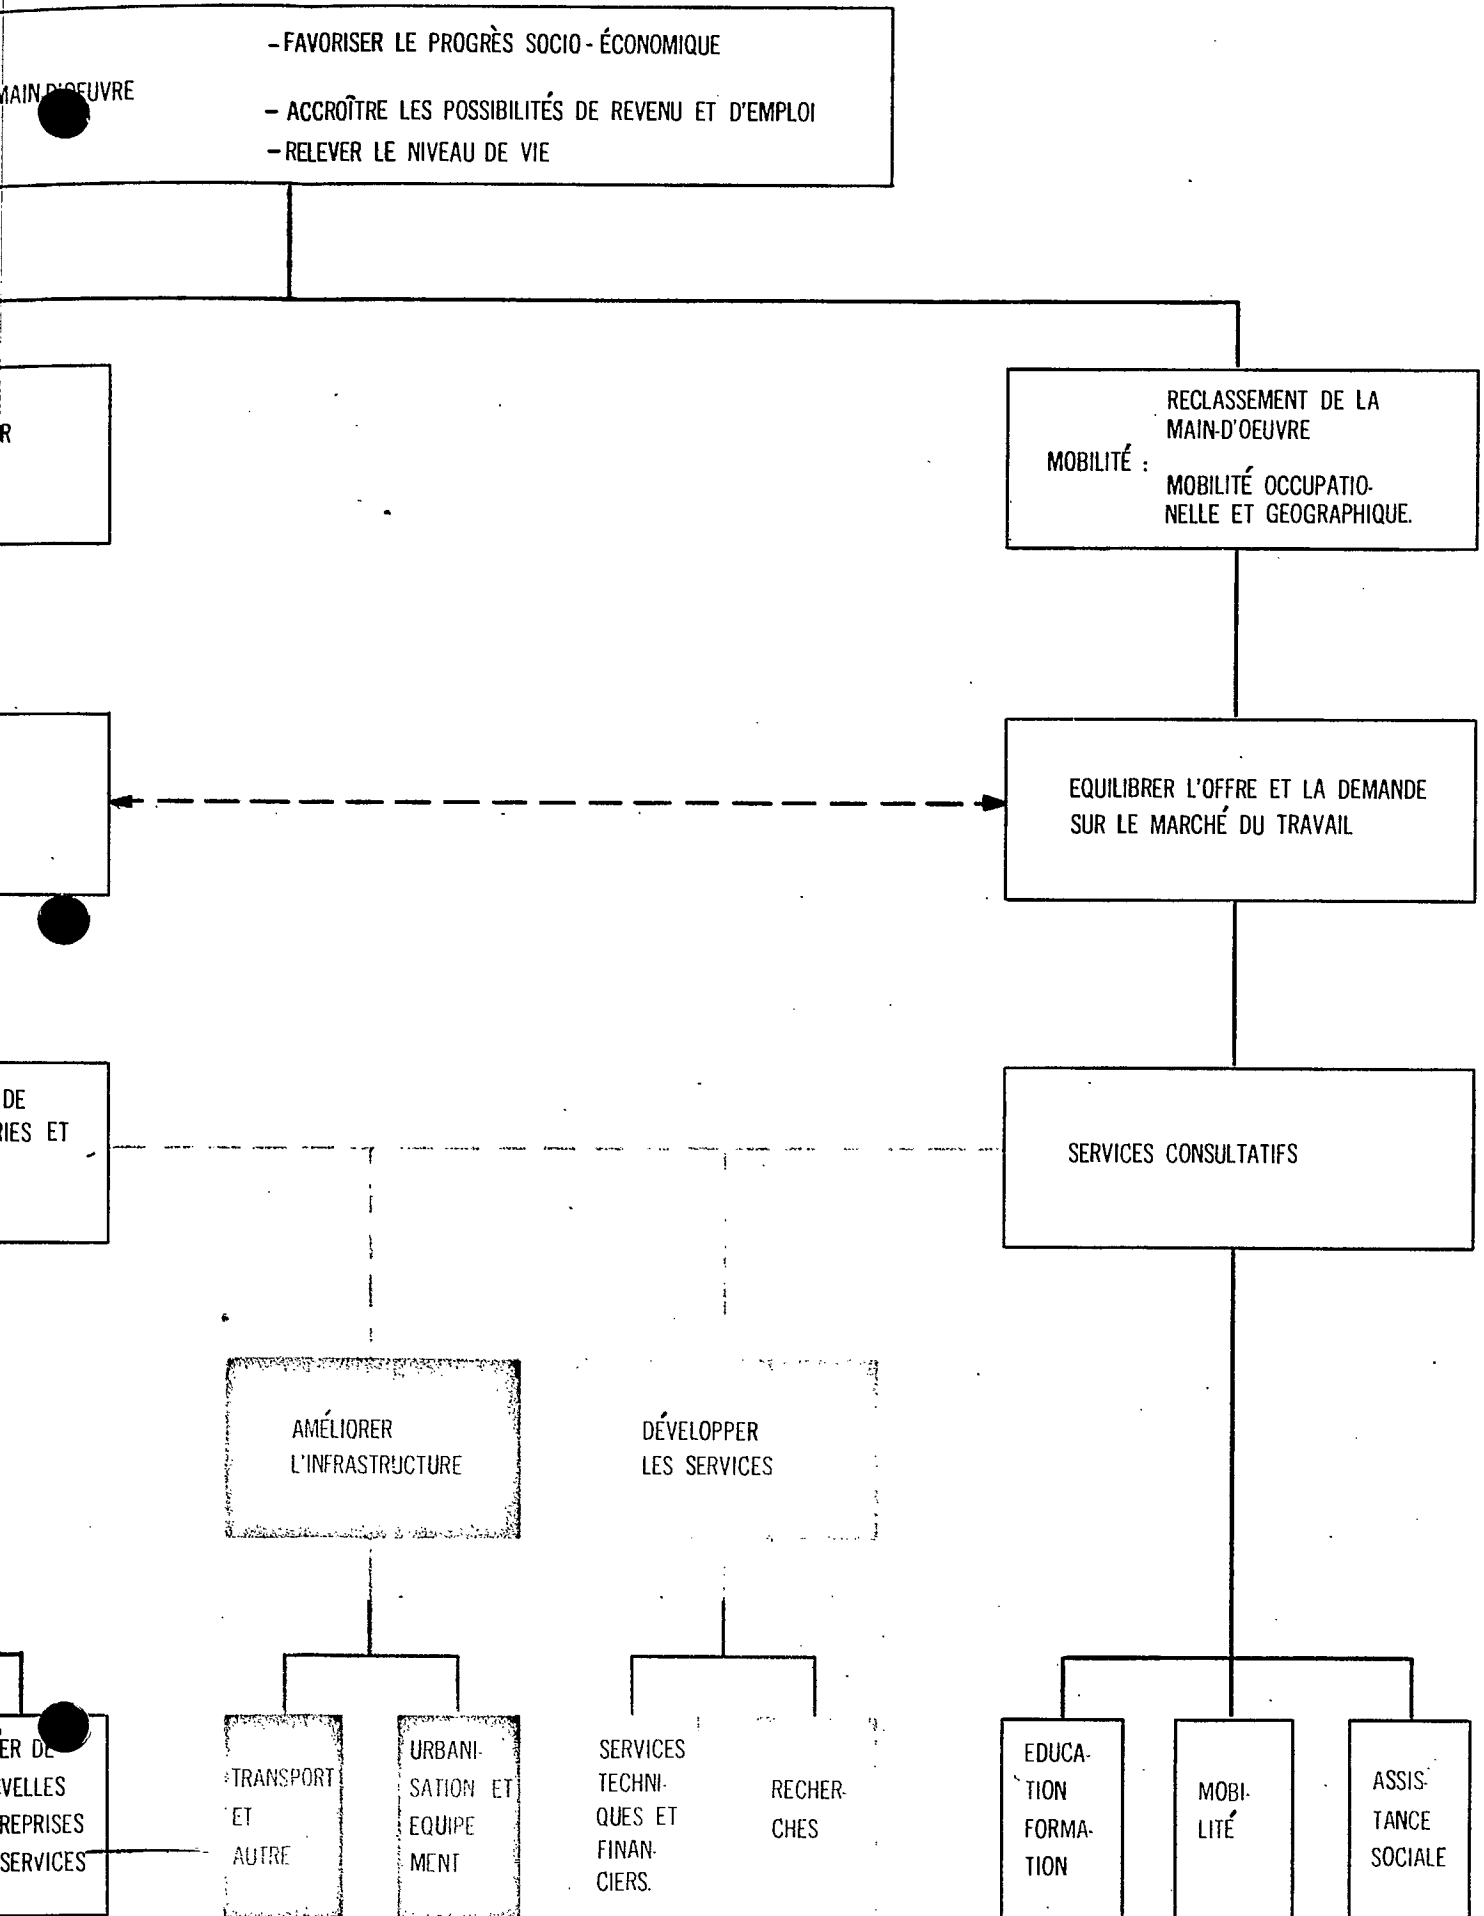 - FAVORISER LE PROGRÈS SOCIO - ÉCONOMIQUE
MAIN D'OEUVRE
- ACCROÎTRE LES POSSIBILITÉS DE REVENU ET D'EMPLOI
- RELEVER LE NIVEAU DE VIE
R
RECLASSEMENT DE LA
MAIN-D'OEUVRE
MOBILITÉ :
MOBILITÉ OCCUPATIO-
NELLE ET GEOGRAPHIQUE.
EQUILIBRER L'OFFRE ET LA DEMANDE
SUR LE MARCHÉ DU TRAVAIL
DE
RIES ET
SERVICES CONSULTATIFS
AMÉLIORER
L'INFRASTRUCTURE
DÉVELOPPER
LES SERVICES
ER DE
VELLES
REPRISES
SERVICES
TRANSPORT
ET
AUTRE
URBANI-
SATION ET
EQUIPE
MENT
SERVICES
TECHNI-
QUES ET
FINAN-
CIERS.
RECHER-
CHES
EDUCA-
TION
FORMA-
TION
MOBI-
LITÉ
ASSIS-
TANCE
SOCIALE